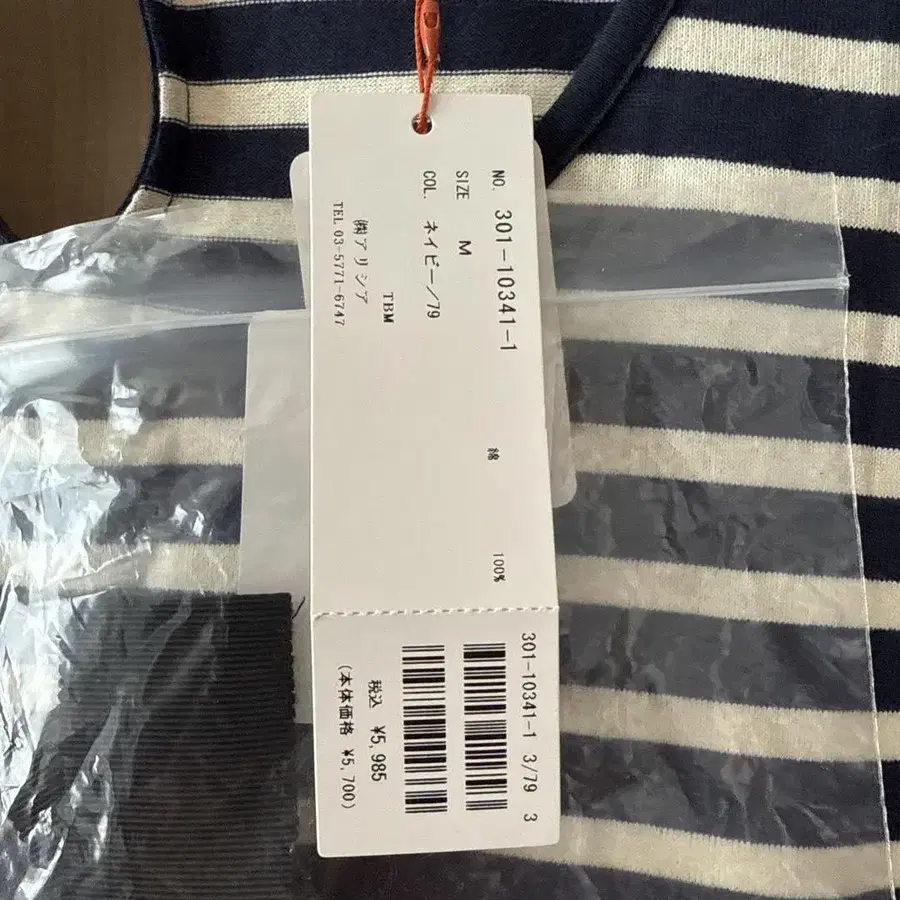 NO. 301-10341-1
SIZE M
COL. ネイビー/79
綿 100%
TBM
㈱アリシア
TEL 03-5771-6747
301-10341-1 3/79 3
税込 ¥5,985
(本体価格 ¥5,700)